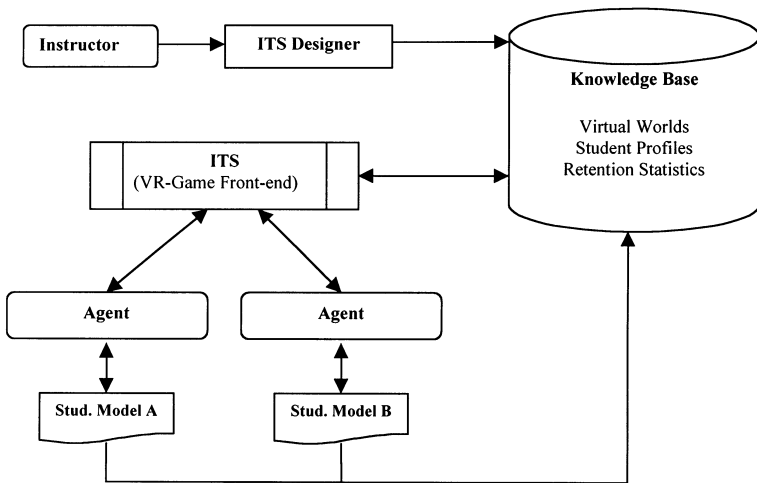 Instructor
ITS Designer
Knowledge Base
Virtual Worlds
Student Profiles
Retention Statistics
ITS
(VR-Game Front-end)
Agent
Agent
Stud. Model A
Stud. Model B